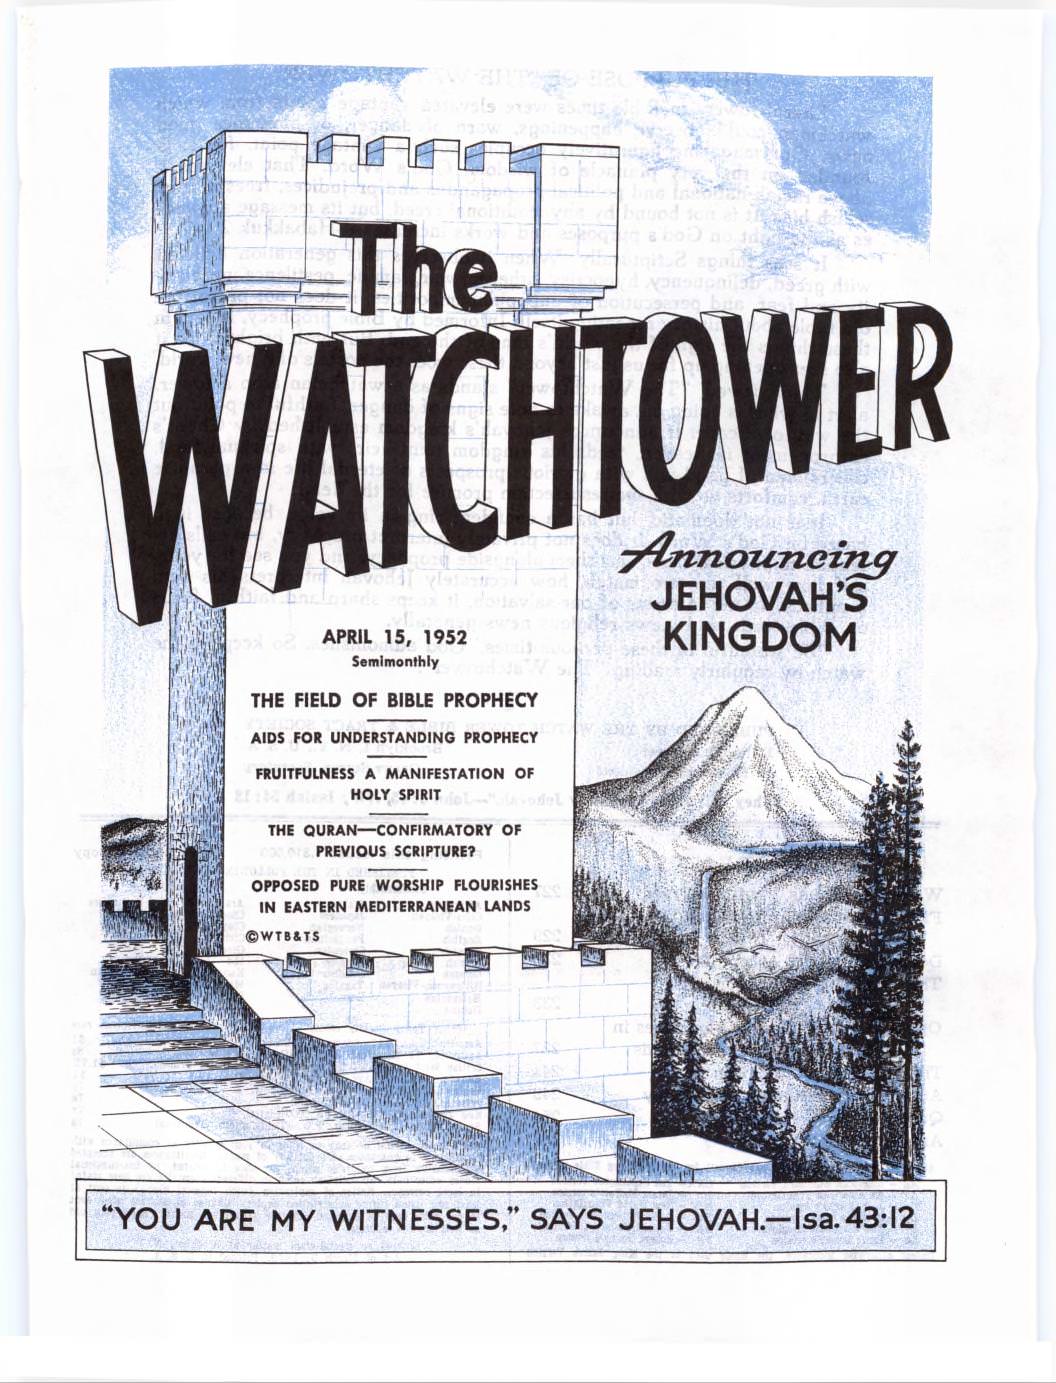 The
WATCHTOWER
Announcing
JEHOVAH'S
KINGDOM
APRIL 15, 1952
Semimonthly
THE FIELD OF BIBLE PROPHECY
AIDS FOR UNDERSTANDING PROPHECY
FRUITFULNESS A MANIFESTATION OF
HOLY SPIRIT
THE QURAN—CONFIRMATORY OF
PREVIOUS SCRIPTURE?
OPPOSED PURE WORSHIP FLOURISHES
IN EASTERN MEDITERRANEAN LANDS
©WTB&TS
"YOU ARE MY WITNESSES," SAYS JEHOVAH.—Isa. 43:12